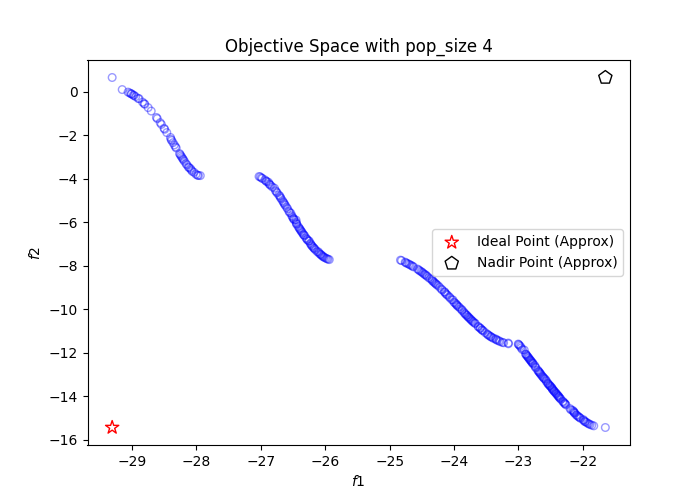 Objective Space with pop_size 4
f2
0
−2
−4
−6
−8
−10
−12
−14
−16
Ideal Point (Approx)
Nadir Point (Approx)
−29 −28 −27 −26 −25 −24 −23 −22
f1